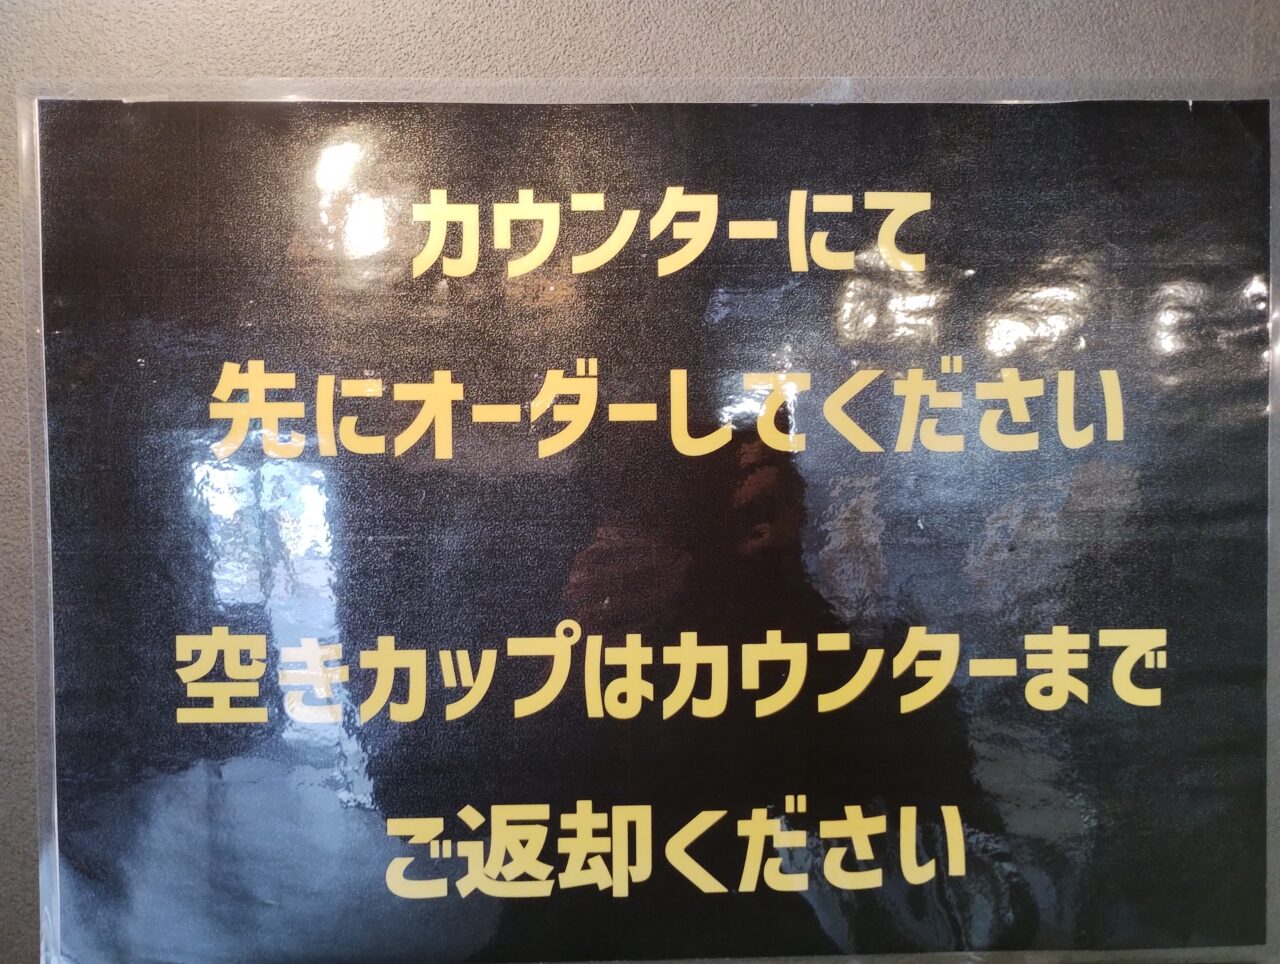 カウンターにて
先にオーダーしてください
空きカップはカウンターまで
ご返却ください